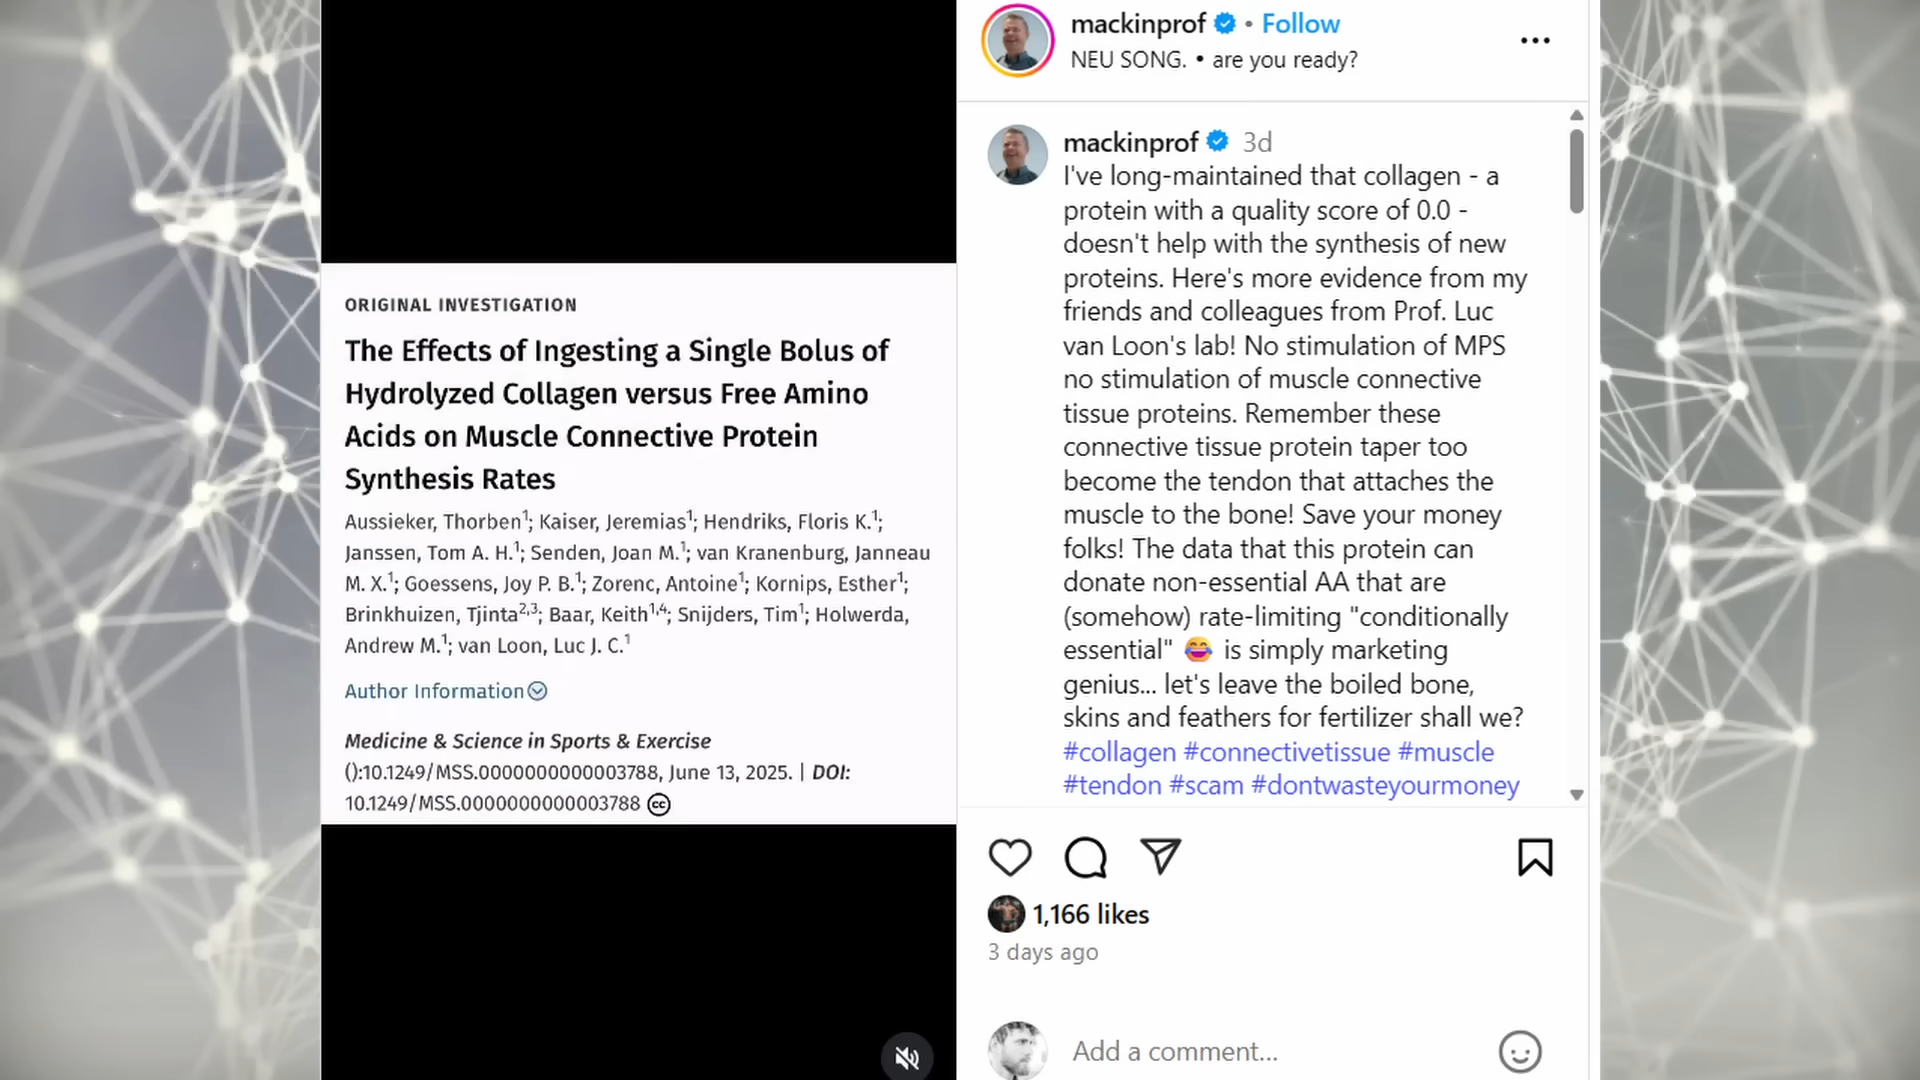 ORIGINAL INVESTIGATION
The Effects of Ingesting a Single Bolus of
Hydrolyzed Collagen versus Free Amino
Acids on Muscle Connective Protein
Synthesis Rates
Aussieker, Thorben1; Kaiser, Jeremias1; Hendriks, Floris K.1;
Janssen, Tom A. H.1; Senden, Joan M.1; van Kranenburg, Janneau
M. X.1; Goessens, Joy P. B.1; Zorenc, Antoine1; Kornips, Esther1;
Brinkhuizen, Tjinta2,3; Baar, Keith1,4; Snijders, Tim1; Holwerda,
Andrew M.1; van Loon, Luc J. C.1
Author Information
Medicine & Science in Sports & Exercise
():10.1249/MSS.0000000000003788, June 13, 2025. | DOI:
10.1249/MSS.0000000000003788 cc
mackinprof • Follow
NEU SONG. • are you ready?
mackinprof 3d
I've long-maintained that collagen - a
protein with a quality score of 0.0 -
doesn't help with the synthesis of new
proteins. Here's more evidence from my
friends and colleagues from Prof. Luc
van Loon's lab! No stimulation of MPS
no stimulation of muscle connective
tissue proteins. Remember these
connective tissue protein taper too
become the tendon that attaches the
muscle to the bone! Save your money
folks! The data that this protein can
donate non-essential AA that are
(somehow) rate-limiting "conditionally
essential" 😂 is simply marketing
genius... let's leave the boiled bone,
skins and feathers for fertilizer shall we?
#collagen #connectivetissue #muscle
#tendon #scam #dontwasteyourmoney
1,166 likes
3 days ago
Add a comment...